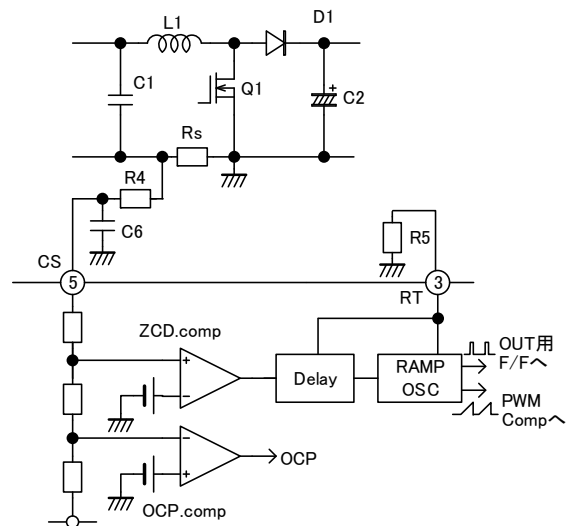 L1
D1
C1
Q1
C2
+
Rs
R4
C6
R5
CS
5
3
RT
ZCD.comp
+
-
Delay
RAMP
OSC
OUT用
F/Fへ
PWM
Compへ
-
+
OCP
OCP.comp